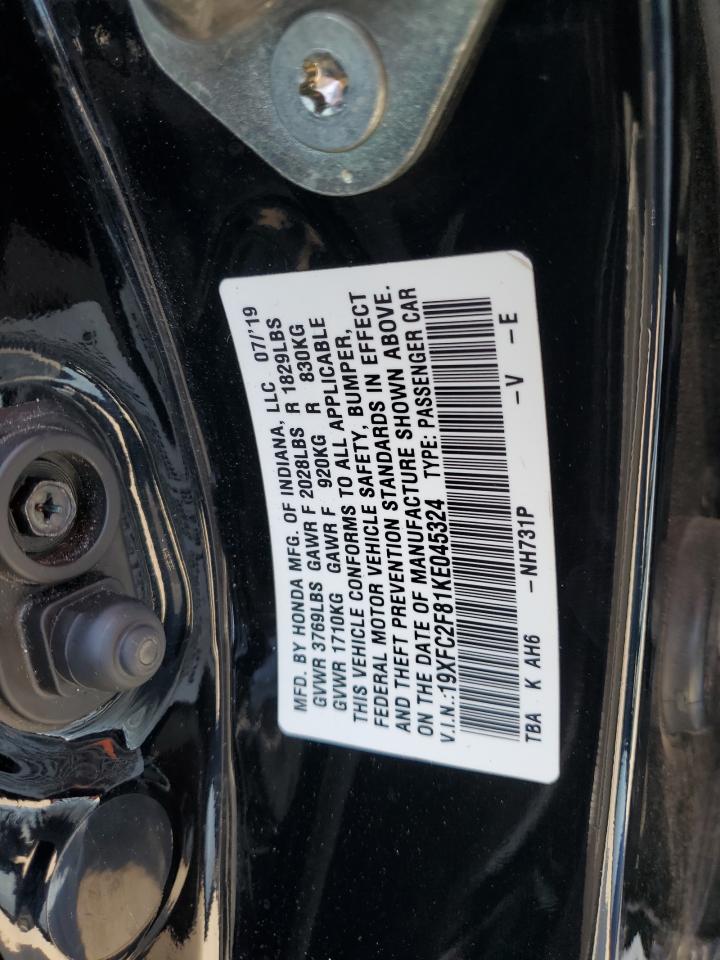 MFD. BY HONDA MFG. OF INDIANA, LLC 07/'19
GVWR 3769LBS GAWR F 2028LBS R 1829LBS
GVWR 1710KG GAWR F 920KG R 830KG
THIS VEHICLE CONFORMS TO ALL APPLICABLE
FEDERAL MOTOR VEHICLE SAFETY, BUMPER,
AND THEFT PREVENTION STANDARDS IN EFFECT
ON THE DATE OF MANUFACTURE SHOWN ABOVE.
V.I.N.:19XFC2F81KE045324 TYPE: PASSENGER CAR
TBA K AH6 -NH731P -V -E